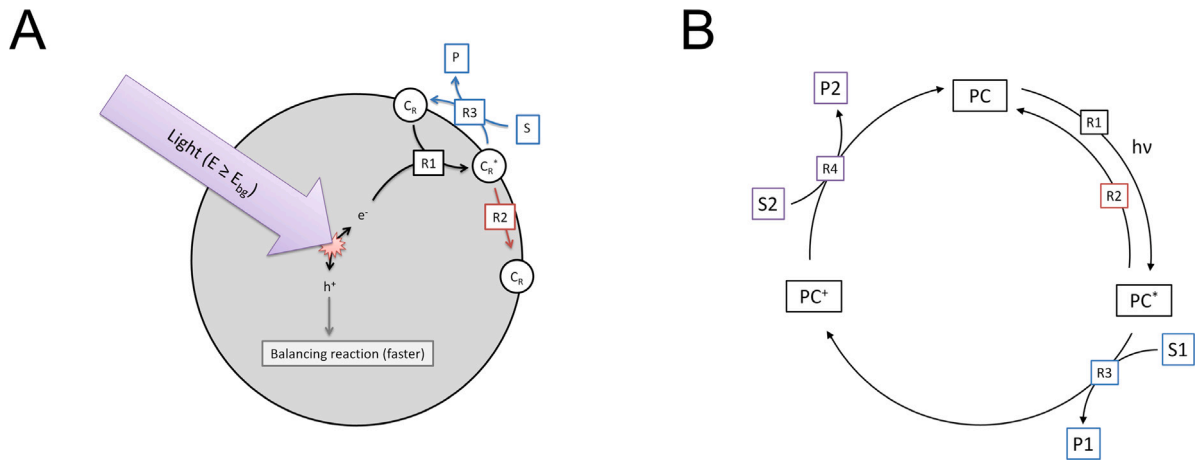 A
Light (E ≥ Ebg)
P
CR
R3
S
R1
CR*
e-
R2
h+
CR
Balancing reaction (faster)
B
P2
PC
R1
hν
R4
R2
S2
PC+
PC*
S1
R3
P1